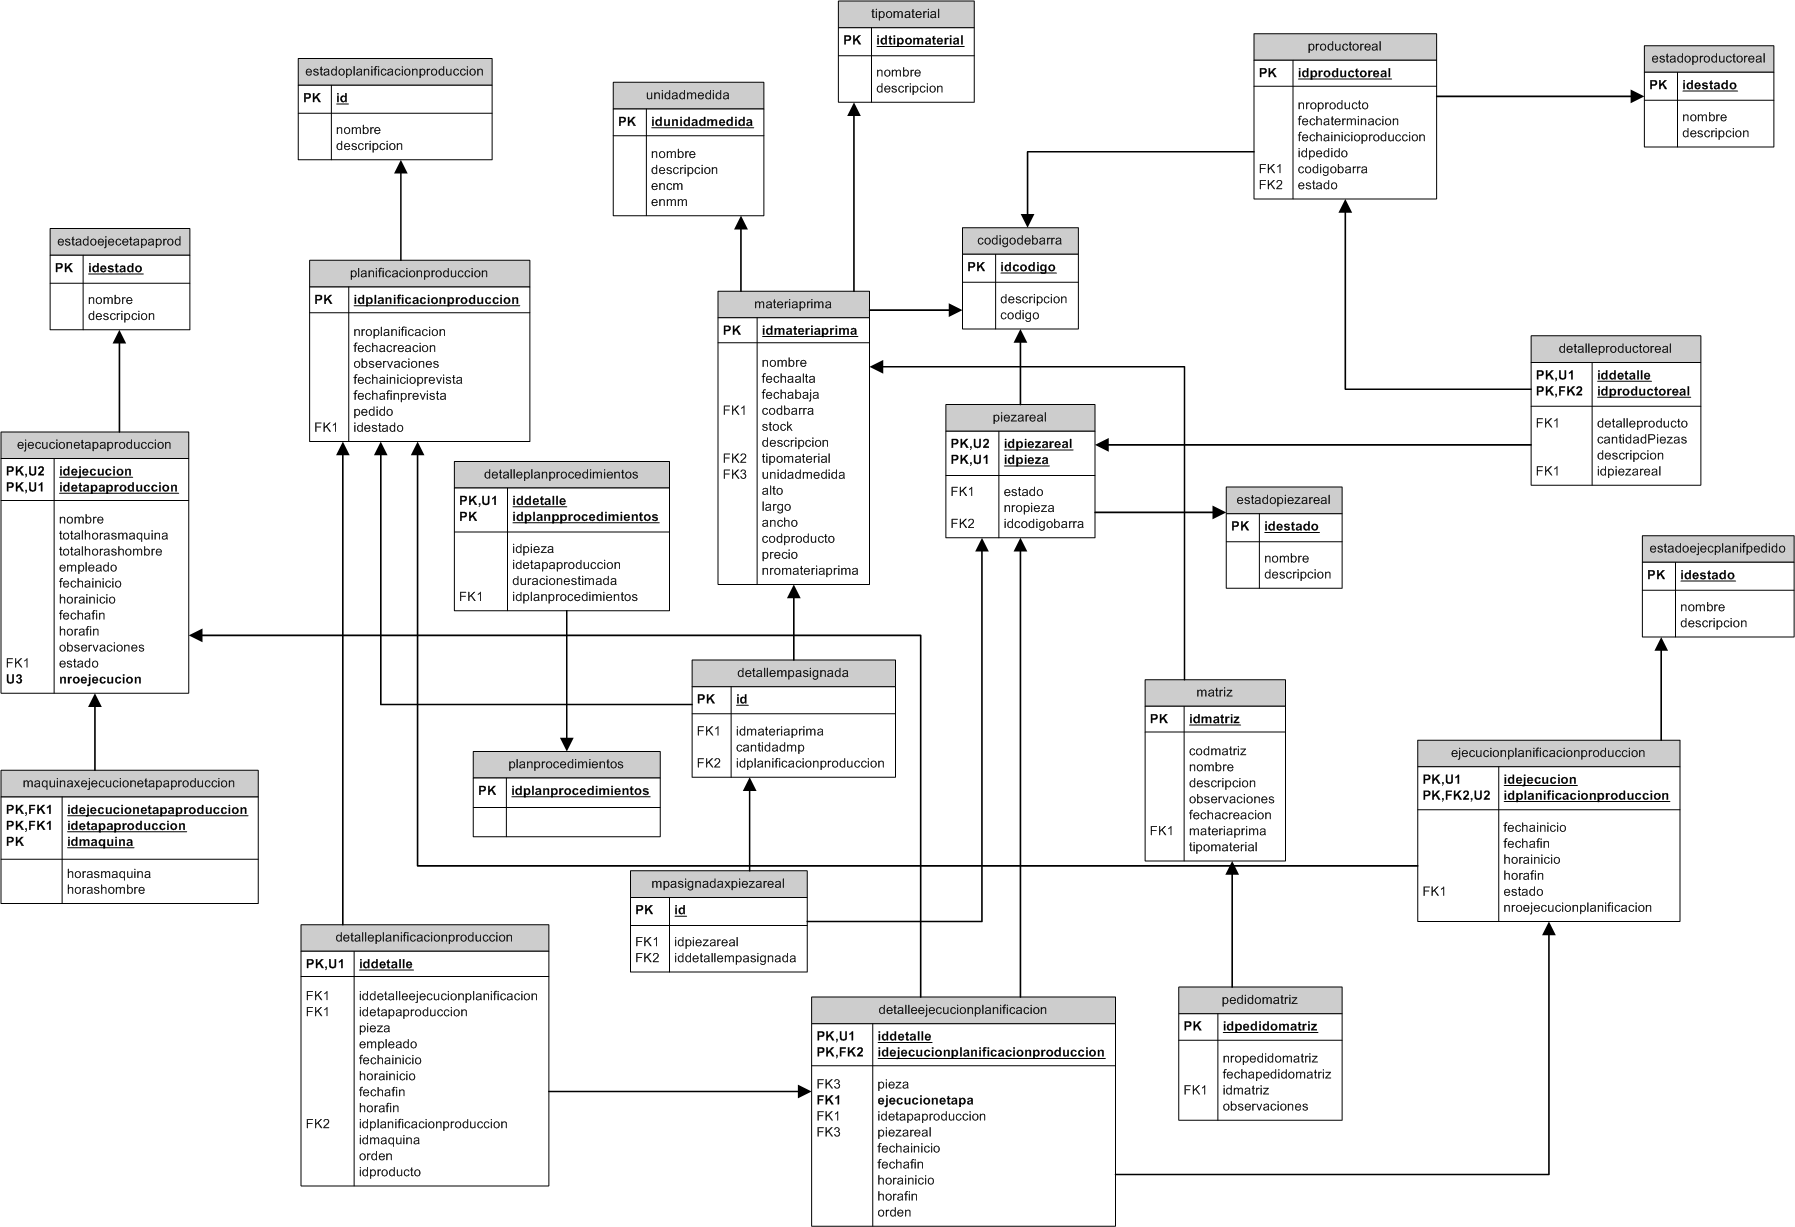 tipomaterial
PK idtipomaterial
nombre
descripcion
productoreal
PK idproductoreal
nroproducto
fechaterminacion
fechainicioproduccion
idpedido
FK1 codigobarra
FK2 estado
estadoproductoreal
PK idestado
nombre
descripcion
estadoplanificacionproduccion
PK id
nombre
descripcion
unidadmedida
PK idunidadmedida
nombre
descripcion
encm
enmm
estadoejecetapaprod
PK idestado
nombre
descripcion
codigodebarra
PK idcodigo
descripcion
codigo
planificacionproduccion
PK idplanificacionproduccion
nroplanificacion
fechacreacion
observaciones
fechainicioprevista
fechafinprevista
pedido
FK1 idestado
materiaprima
PK idmateriaprima
nombre
fechaalta
fechabaja
FK1 codbarra
stock
descripcion
FK2 tipomaterial
FK3 unidadmedida
alto
largo
ancho
codproducto
precio
nromateriaprima
detalleproductoreal
PK,U1 iddetalle
PK,FK2 idproductoreal
FK1 detalleproducto
cantidadPiezas
descripcion
FK1 idpiezareal
piezareal
PK,U2 idpiezareal
PK,U1 idpieza
FK1 estado
nropieza
FK2 idcodigobarra
ejecucionetapaproduccion
PK,U2 idejecucion
PK,U1 idetapaproduccion
nombre
totalhorasmaquina
totalhorashombre
empleado
fechainicio
horainicio
fechafin
horafin
observaciones
FK1 estado
U3 nroejecucion
detalleplanprocedimientos
PK,U1 iddetalle
PK idplanpprocedimientos
idpieza
idetapaproduccion
duracionestimada
FK1 idplanprocedimientos
estadopiezareal
PK idestado
nombre
descripcion
estadoejecplanifpedido
PK idestado
nombre
descripcion
detallempasignada
PK id
FK1 idmateriaprima
cantidadmp
FK2 idplanificacionproduccion
matriz
PK idmatriz
codmatriz
nombre
descripcion
observaciones
fechacreacion
FK1 materiaprima
tipomaterial
planprocedimientos
PK idplanprocedimientos
ejecucionplanificacionproduccion
PK,U1 idejecucion
PK,FK2,U2 idplanificacionproduccion
fechainicio
fechafin
horainicio
horafin
FK1 estado
nroejecucionplanificacion
maquinaxejecucionetapaproduccion
PK,FK1 idejecucionetapaproduccion
PK,FK1 idetapaproduccion
PK idmaquina
horasmaquina
horashombre
mpasignadaxpiezareal
PK id
FK1 idpiezareal
FK2 iddetallempasignada
detalleplanificacionproduccion
PK,U1 iddetalle
FK1 iddetalleejecucionplanificacion
FK1 idetapaproduccion
pieza
empleado
fechainicio
horainicio
fechafin
horafin
FK2 idplanificacionproduccion
idmaquina
orden
idproducto
detalleejecucionplanificacion
PK,U1 iddetalle
PK,FK2 idejecucionplanificacionproduccion
FK3 pieza
FK1 ejecucionetapa
FK1 idetapaproduccion
FK3 piezareal
fechainicio
fechafin
horainicio
horafin
orden
pedidomatriz
PK idpedidomatriz
nropedidomatriz
fechapedidomatriz
FK1 idmatriz
observaciones